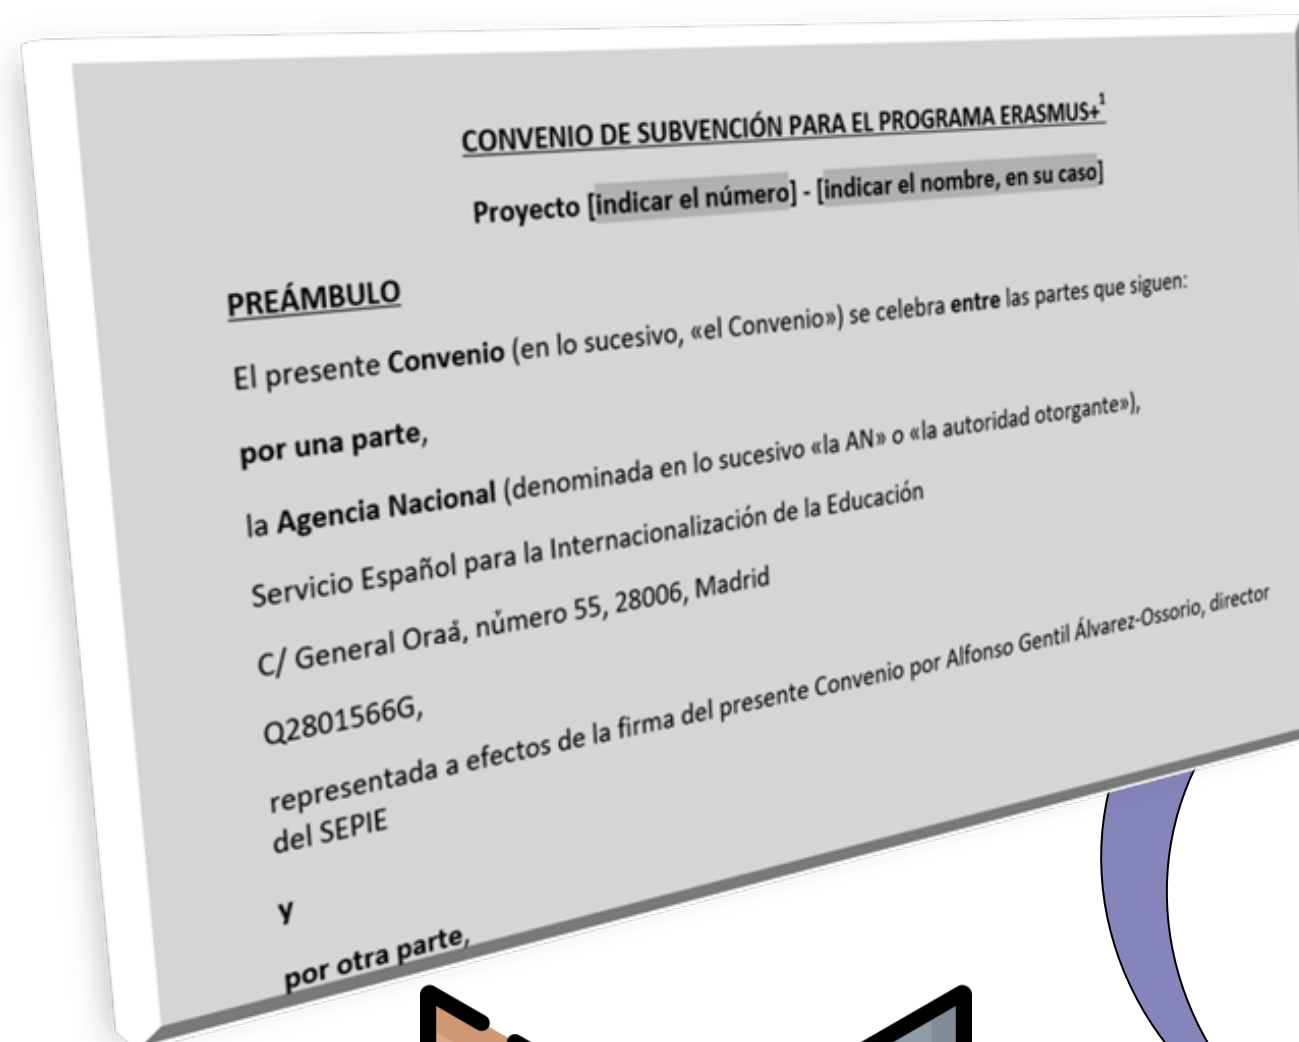 CONVENIO DE SUBVENCIÓN PARA EL PROGRAMA ERASMUS+¹
Proyecto [indicar el número] - [indicar el nombre, en su caso]
PREÁMBULO
El presente Convenio (en lo sucesivo, «el Convenio») se celebra entre las partes que siguen:
por una parte,
la Agencia Nacional (denominada en lo sucesivo «la AN» o «la autoridad otorgante»),
Servicio Español para la Internacionalización de la Educación
C/ General Oraá, número 55, 28006, Madrid
Q2801566G,
representada a efectos de la firma del presente Convenio por Alfonso Gentil Álvarez-Ossorio, director
del SEPIE
y
por otra parte,